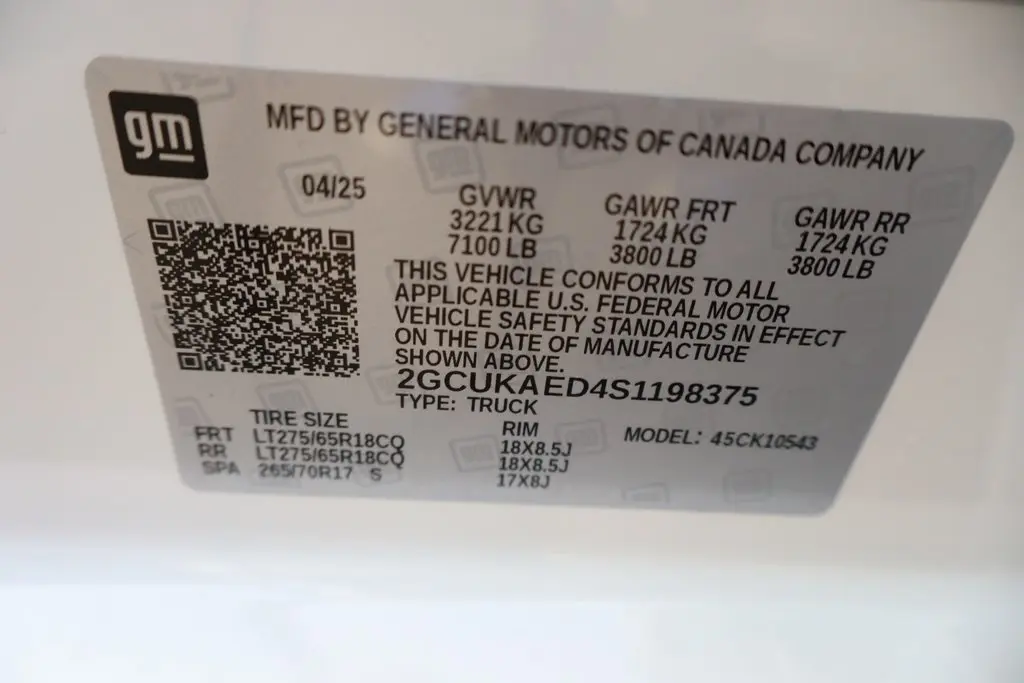 gm
MFD BY GENERAL MOTORS OF CANADA COMPANY
04/25
GVWR
3221 KG
7100 LB
GAWR FRT
1724 KG
3800 LB
GAWR RR
1724 KG
3800 LB
THIS VEHICLE CONFORMS TO ALL
APPLICABLE U.S. FEDERAL MOTOR
VEHICLE SAFETY STANDARDS IN EFFECT
ON THE DATE OF MANUFACTURE
SHOWN ABOVE.
2GCUKAED4S1198375
TYPE: TRUCK
TIRE SIZE RIM MODEL: 45CK10543
FRT LT275/65R18CQ 18X8.5J
RR LT275/65R18CQ 18X8.5J
SPA 265/70R17 S 17X8J